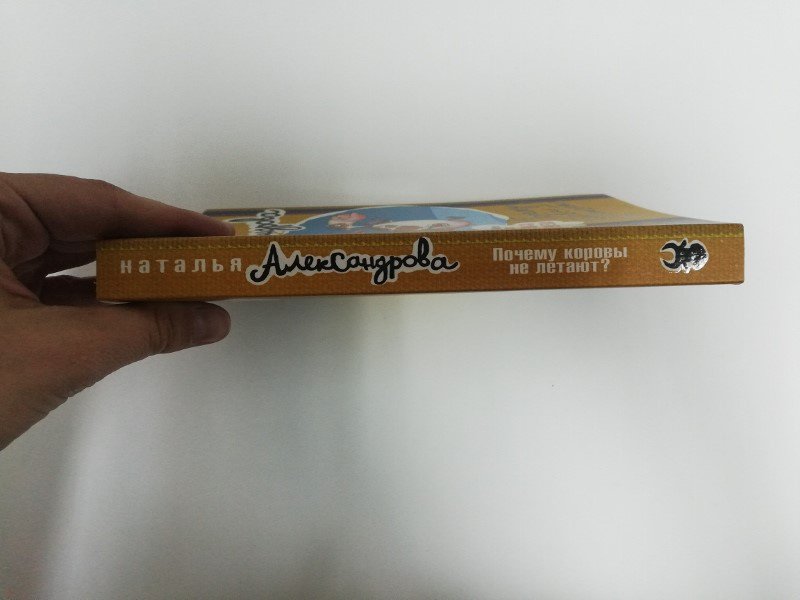 наталья Александрова
Почему коровы
не летают?